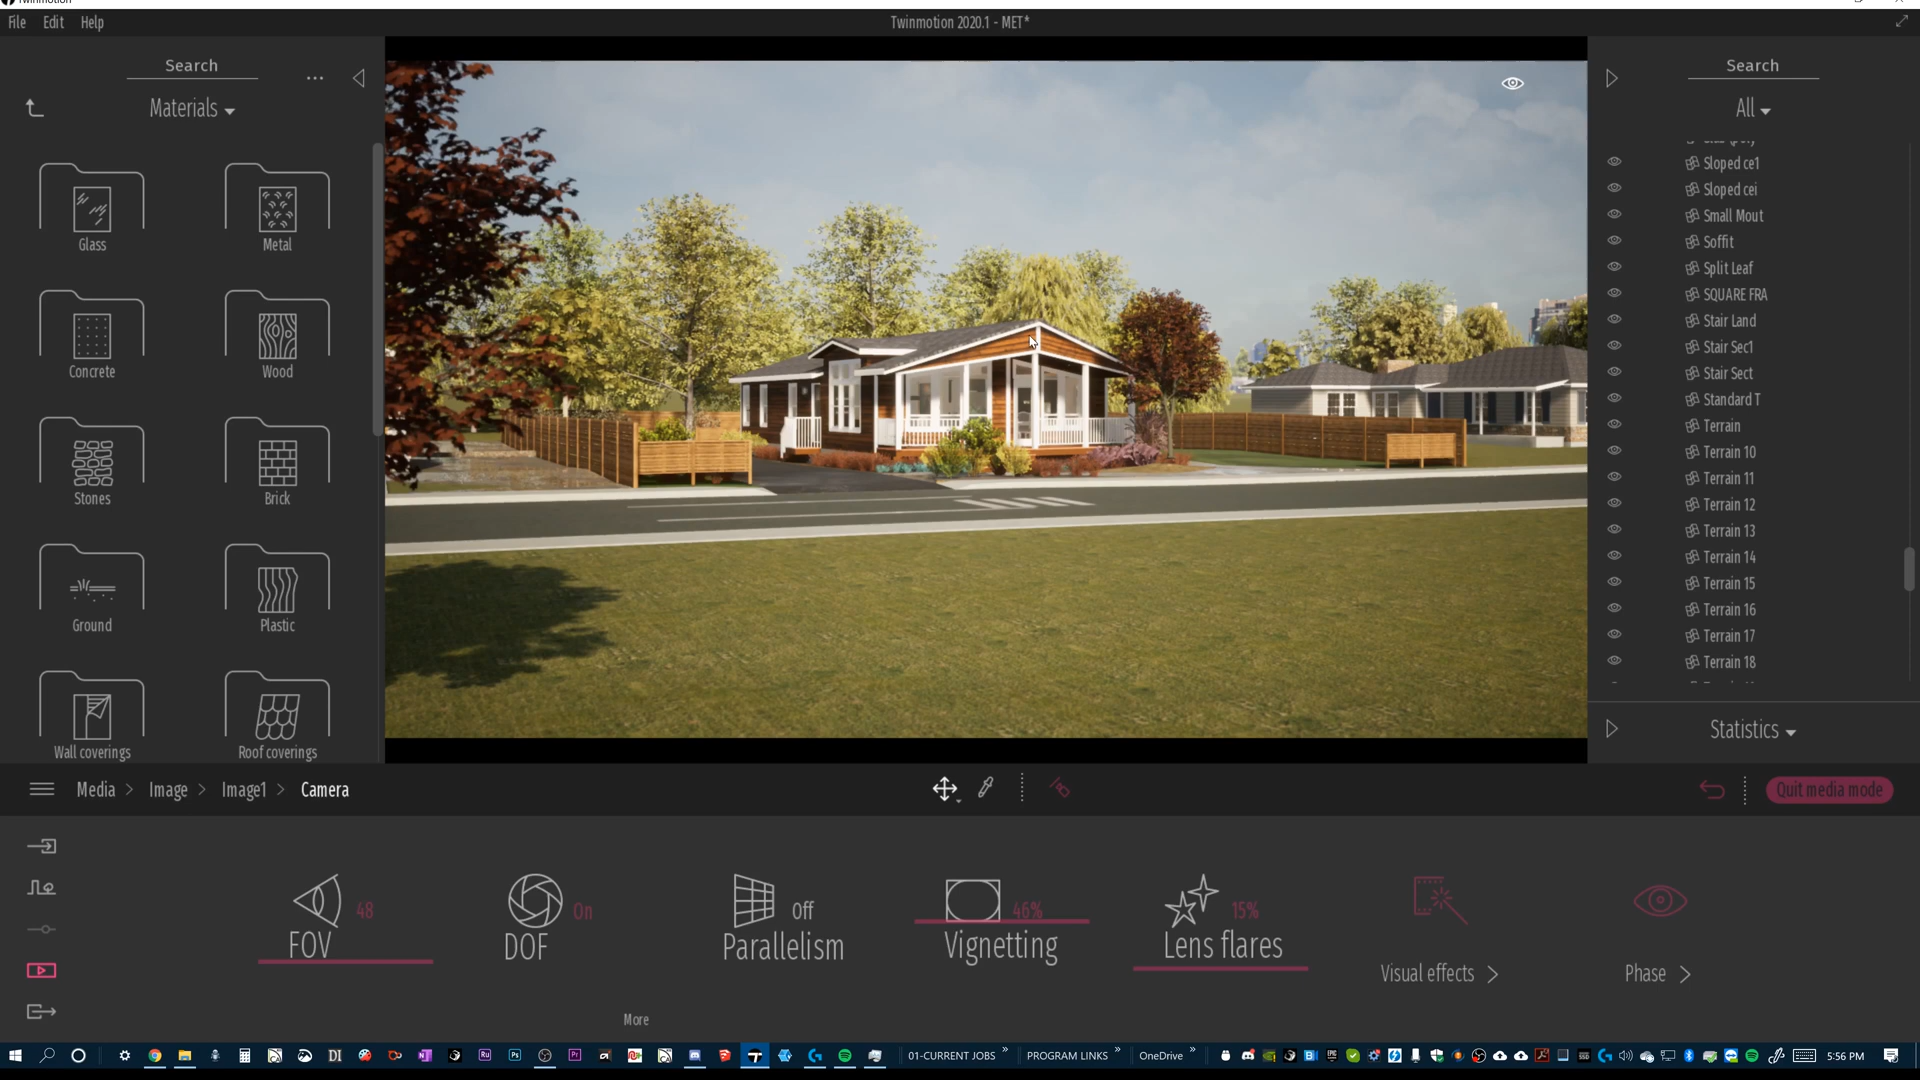 Twinmotion
File Edit Help
Twinmotion 2020.1 - MET*
Search
...
Materials
Glass
Metal
Concrete
Wood
Stones
Brick
Ground
Plastic
Wall coverings
Roof coverings
Search
All
Sloped ce1
Sloped cei
Small Mout
Soffit
Split Leaf
SQUARE FRA
Stair Land
Stair Sec1
Stair Sect
Standard T
Terrain
Terrain 10
Terrain 11
Terrain 12
Terrain 13
Terrain 14
Terrain 15
Terrain 16
Terrain 17
Terrain 18
Statistics
Media > Image > Image1 > Camera
Quit media mode
48
FOV
On
DOF
Off
Parallelism
46%
Vignetting
15%
Lens flares
Visual effects >
Phase >
More
01-CURRENT JOBS »
PROGRAM LINKS »
OneDrive »
5:56 PM